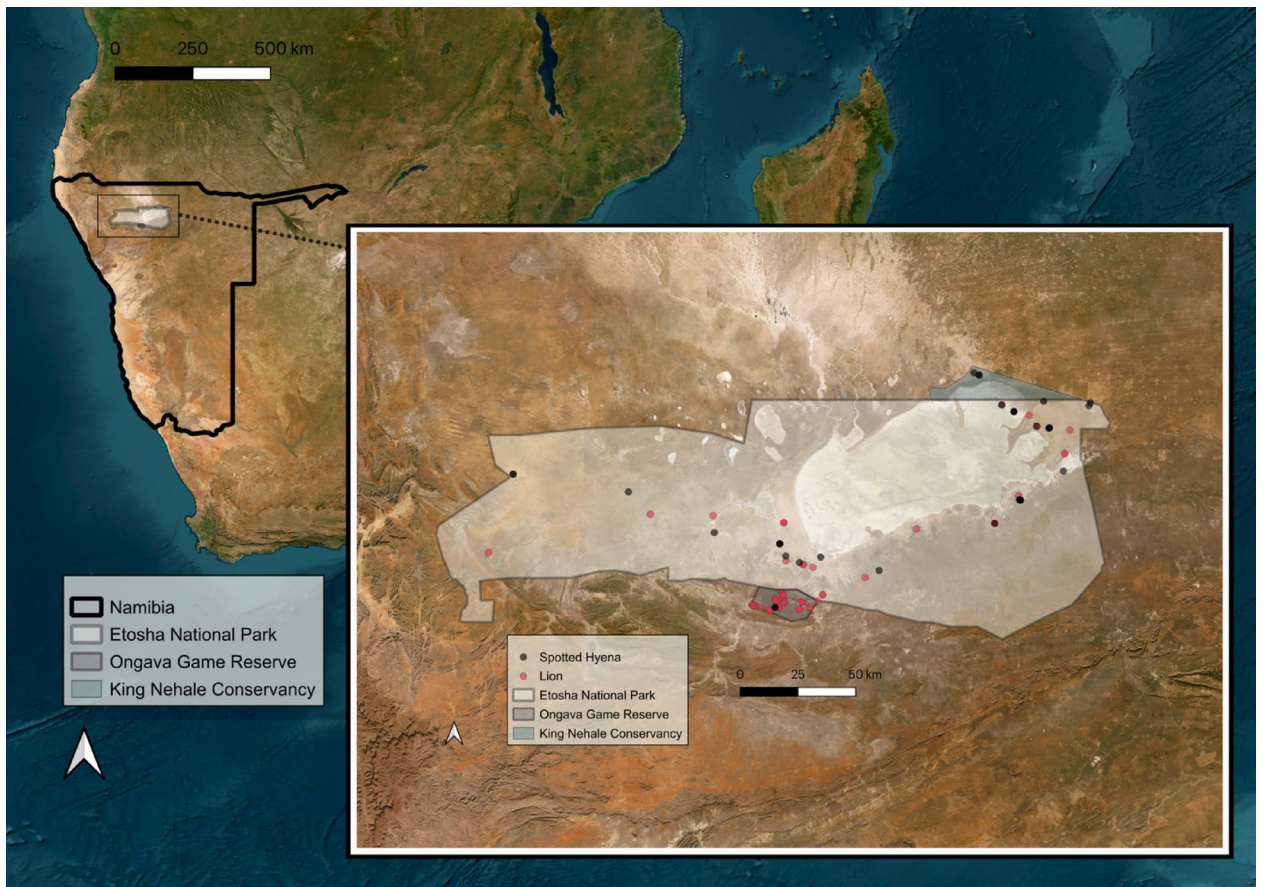 0 250 500 km
Namibia
Etosha National Park
Ongava Game Reserve
King Nehale Conservancy
Spotted Hyena
Lion
Etosha National Park
Ongava Game Reserve
King Nehale Conservancy
0 25 50 km